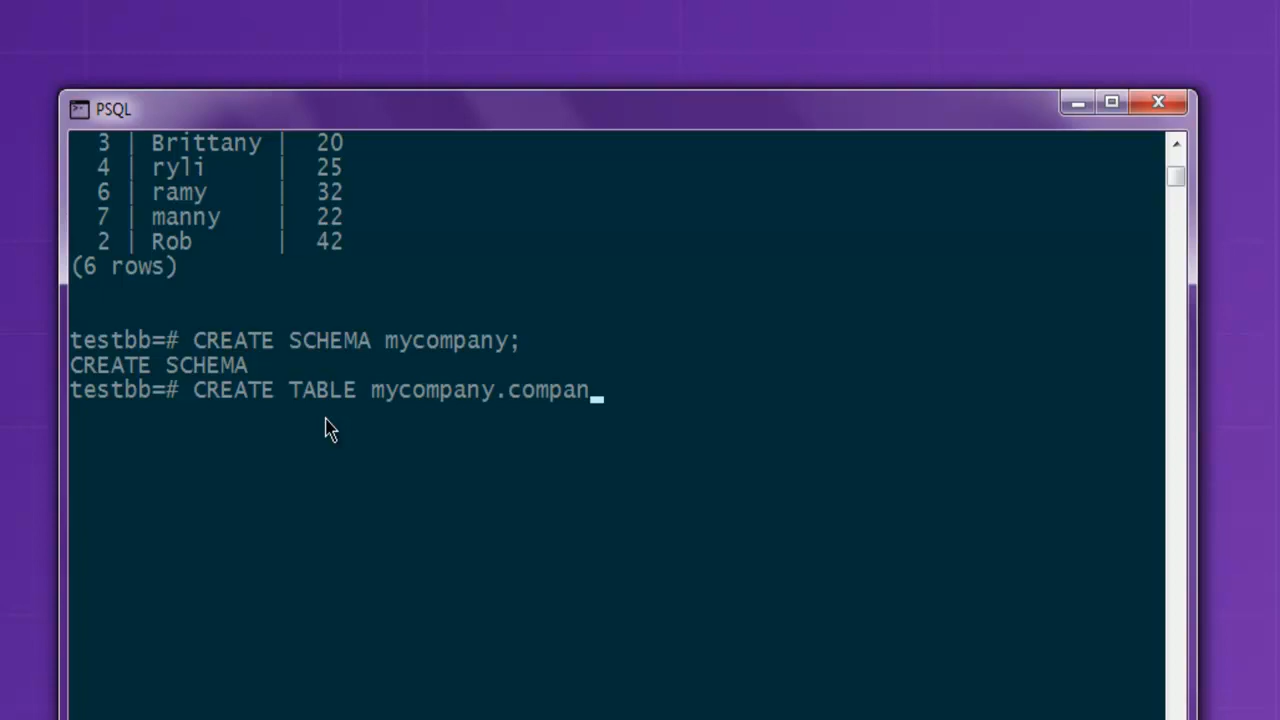 PSQL
3 | Brittany | 20
4 | ryli | 25
6 | ramy | 32
7 | manny | 22
2 | Rob | 42
(6 rows)
testbb=# CREATE SCHEMA mycompany;
CREATE SCHEMA
testbb=# CREATE TABLE mycompany.compan